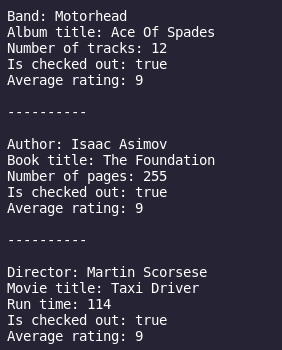 Band: Motorhead
Album title: Ace Of Spades
Number of tracks: 12
Is checked out: true
Average rating: 9
----------
Author: Isaac Asimov
Book title: The Foundation
Number of pages: 255
Is checked out: true
Average rating: 9
----------
Director: Martin Scorsese
Movie title: Taxi Driver
Run time: 114
Is checked out: true
Average rating: 9